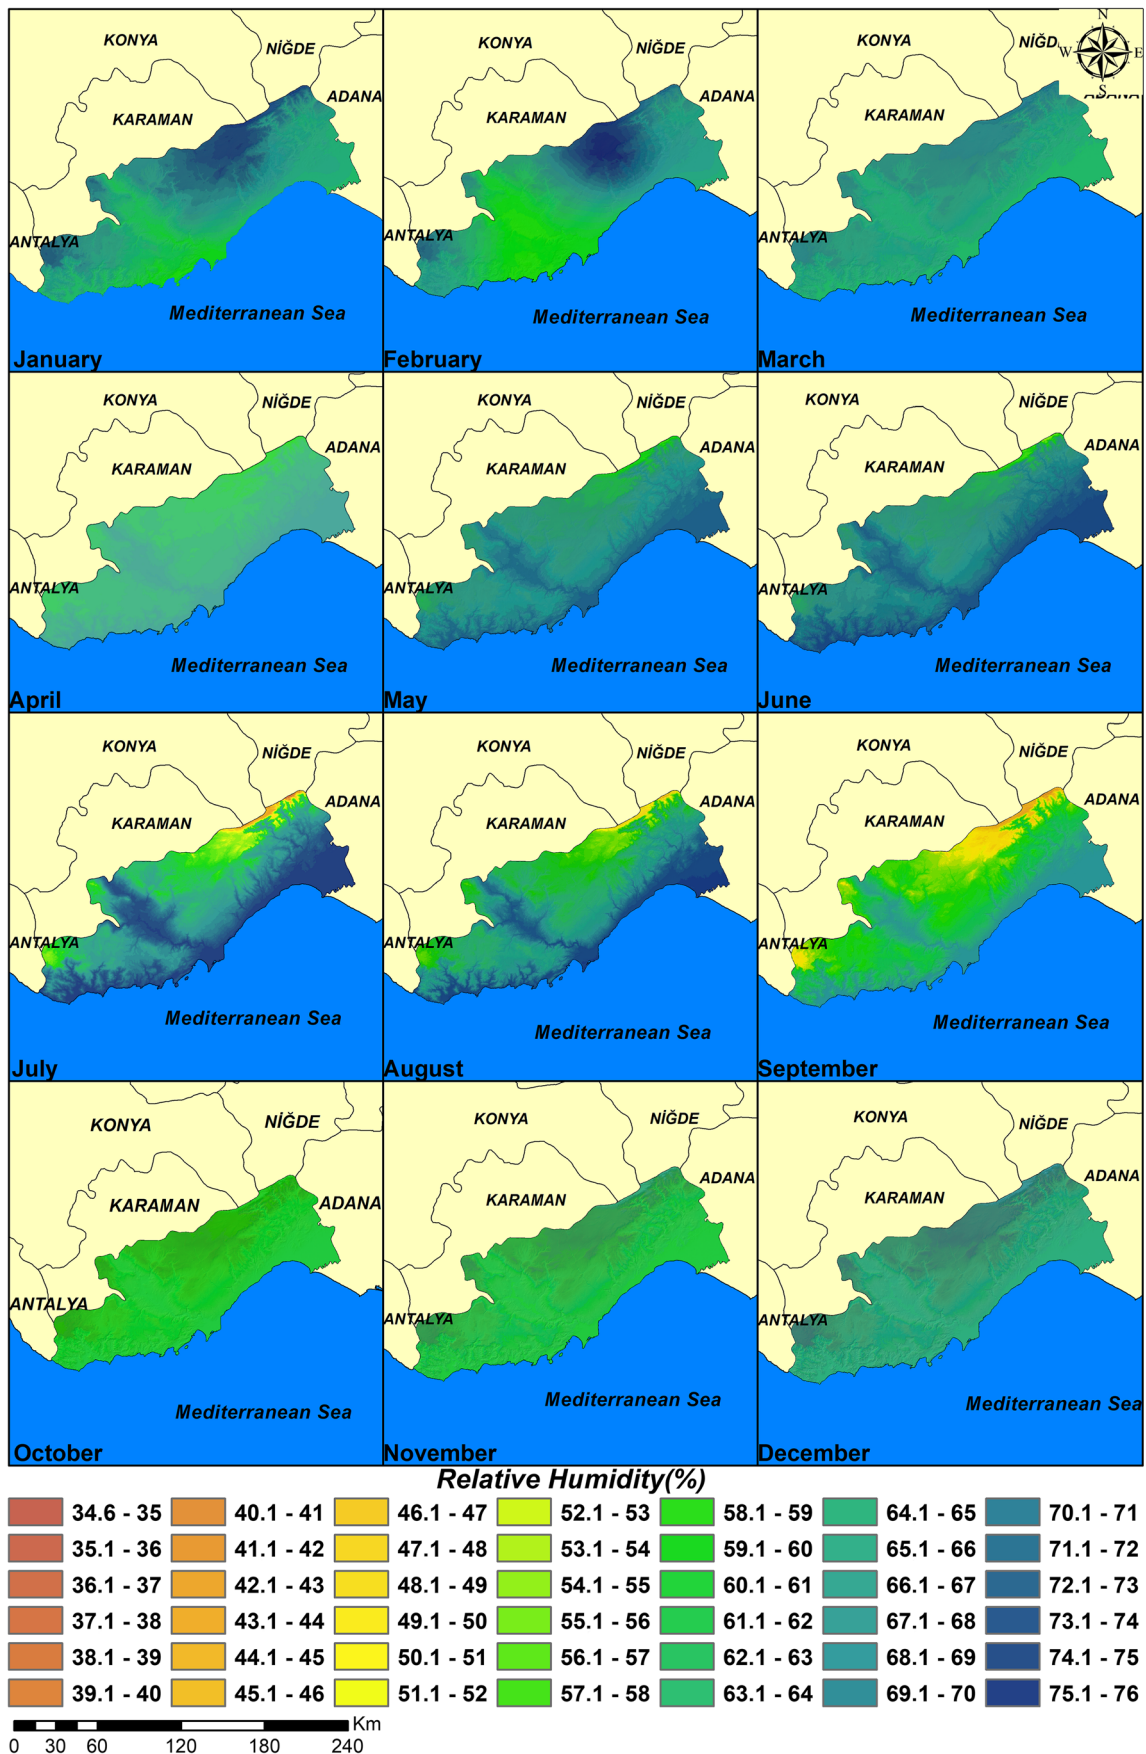 KONYA
NİĞDE
ADANA
KARAMAN
ANTALYA
Mediterranean Sea
January
KONYA
NİĞDE
ADANA
KARAMAN
ANTALYA
Mediterranean Sea
February
N
W E
S
KONYA
NİĞD
KARAMAN
ANTALYA
Mediterranean Sea
March
KONYA
NİĞDE
ADANA
KARAMAN
ANTALYA
Mediterranean Sea
April
KONYA
NİĞDE
ADANA
KARAMAN
ANTALYA
Mediterranean Sea
May
KONYA
NİĞDE
ADANA
KARAMAN
ANTALYA
Mediterranean Sea
June
KONYA
NİĞDE
ADANA
KARAMAN
ANTALYA
Mediterranean Sea
July
KONYA
NİĞDE
ADANA
KARAMAN
ANTALYA
Mediterranean Sea
August
KONYA
NİĞDE
ADANA
KARAMAN
ANTALYA
Mediterranean Sea
September
KONYA
NİĞDE
ADANA
KARAMAN
ANTALYA
Mediterranean Sea
October
KONYA
NİĞDE
ADANA
KARAMAN
ANTALYA
Mediterranean Sea
November
KONYA
NİĞDE
ADANA
KARAMAN
ANTALYA
Mediterranean Sea
December
Relative Humidity(%)
34.6 - 35 40.1 - 41 46.1 - 47 52.1 - 53 58.1 - 59 64.1 - 65 70.1 - 71
35.1 - 36 41.1 - 42 47.1 - 48 53.1 - 54 59.1 - 60 65.1 - 66 71.1 - 72
36.1 - 37 42.1 - 43 48.1 - 49 54.1 - 55 60.1 - 61 66.1 - 67 72.1 - 73
37.1 - 38 43.1 - 44 49.1 - 50 55.1 - 56 61.1 - 62 67.1 - 68 73.1 - 74
38.1 - 39 44.1 - 45 50.1 - 51 56.1 - 57 62.1 - 63 68.1 - 69 74.1 - 75
39.1 - 40 45.1 - 46 51.1 - 52 57.1 - 58 63.1 - 64 69.1 - 70 75.1 - 76
Km
0 30 60 120 180 240